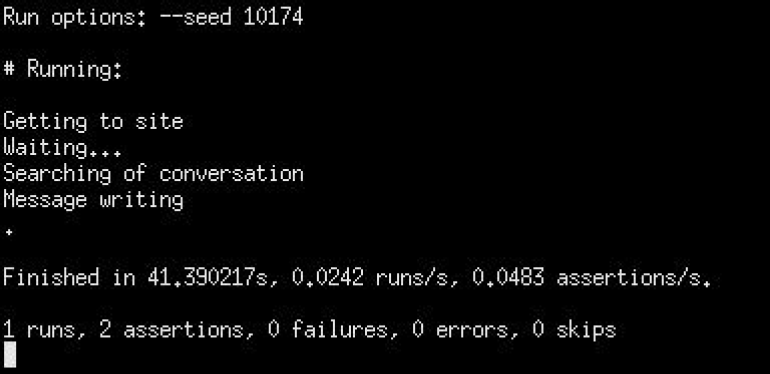 Run options: --seed 10174
# Running:
Getting to site
Waiting...
Searching of conversation
Message writing
.
Finished in 41.390217s, 0.0242 runs/s, 0.0483 assertions/s.
1 runs, 2 assertions, 0 failures, 0 errors, 0 skips